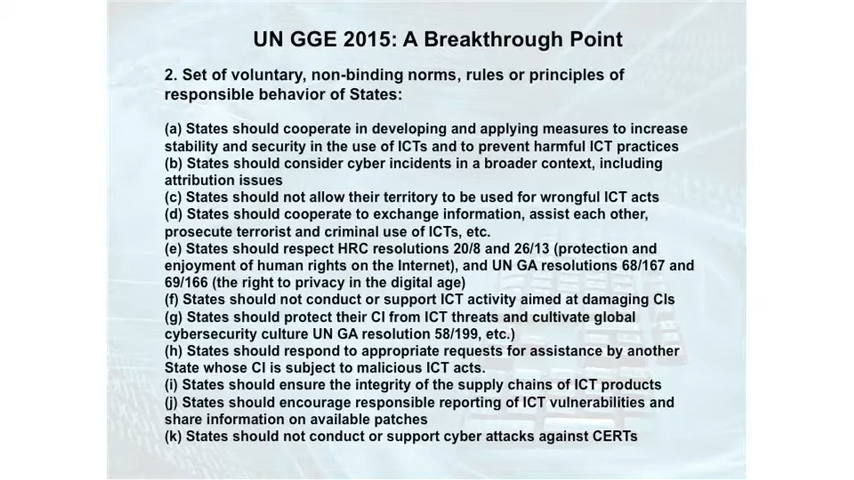 UN GGE 2015: A Breakthrough Point
2. Set of voluntary, non-binding norms, rules or principles of
responsible behavior of States:
(a) States should cooperate in developing and applying measures to increase
stability and security in the use of ICTs and to prevent harmful ICT practices
(b) States should consider cyber incidents in a broader context, including
attribution issues
(c) States should not allow their territory to be used for wrongful ICT acts
(d) States should cooperate to exchange information, assist each other,
prosecute terrorist and criminal use of ICTs, etc.
(e) States should respect HRC resolutions 20/8 and 26/13 (protection and
enjoyment of human rights on the Internet), and UN GA resolutions 68/167 and
69/166 (the right to privacy in the digital age)
(f) States should not conduct or support ICT activity aimed at damaging CIs
(g) States should protect their CI from ICT threats and cultivate global
cybersecurity culture UN GA resolution 58/199, etc.)
(h) States should respond to appropriate requests for assistance by another
State whose CI is subject to malicious ICT acts.
(i) States should ensure the integrity of the supply chains of ICT products
(j) States should encourage responsible reporting of ICT vulnerabilities and
share information on available patches
(k) States should not conduct or support cyber attacks against CERTs